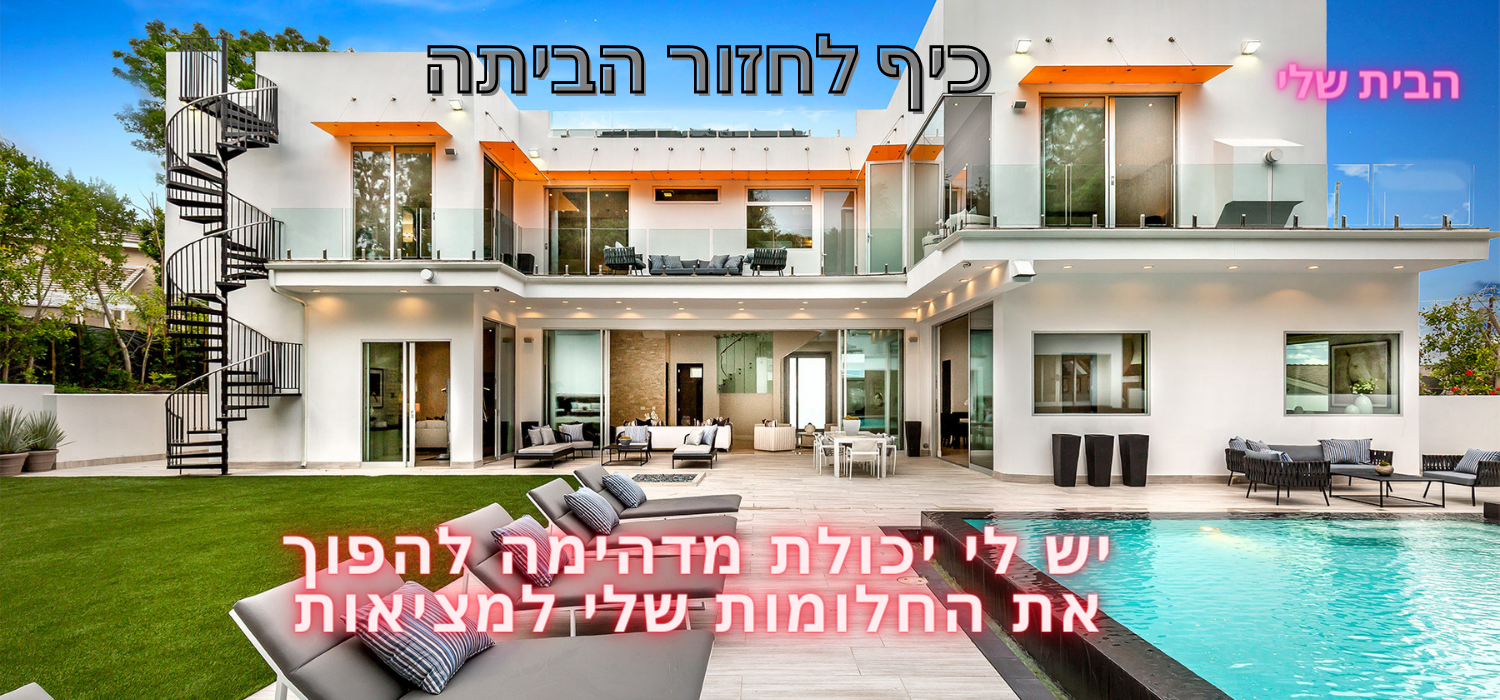 כיף לחזור הביתה
הבית שלי
יש לי יכולת מדהימה להפוך
את החלומות שלי למציאות